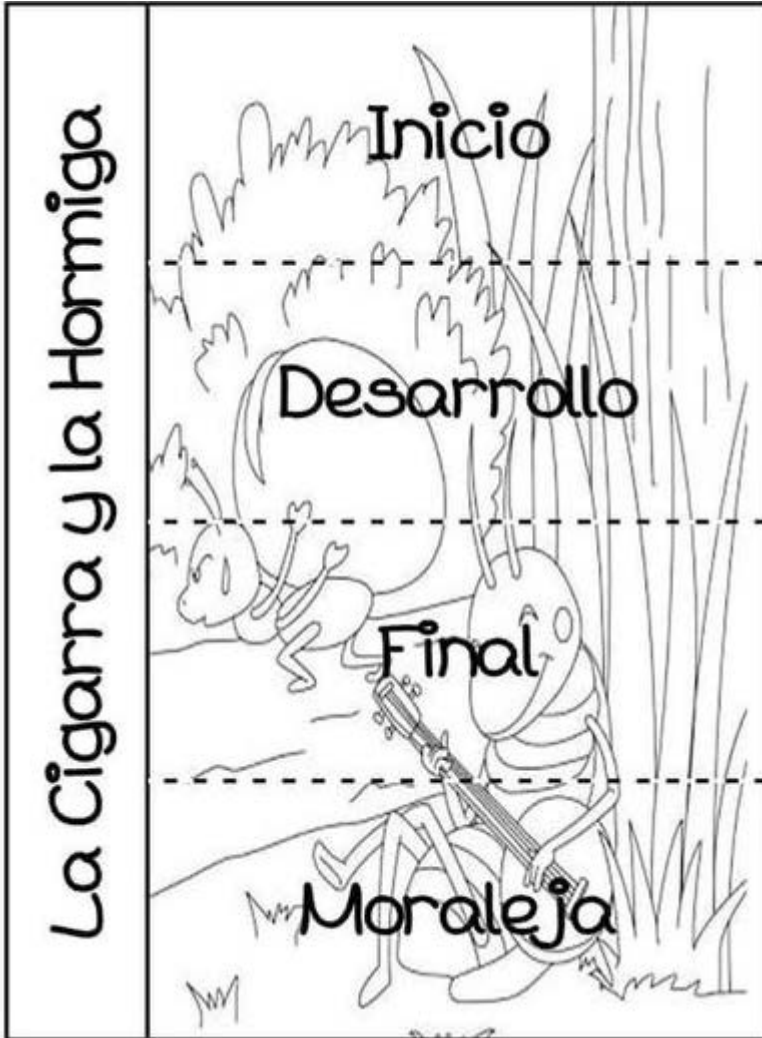 La Cigarra y la Hormiga
Inicio
Desarrollo
Final
Moraleja